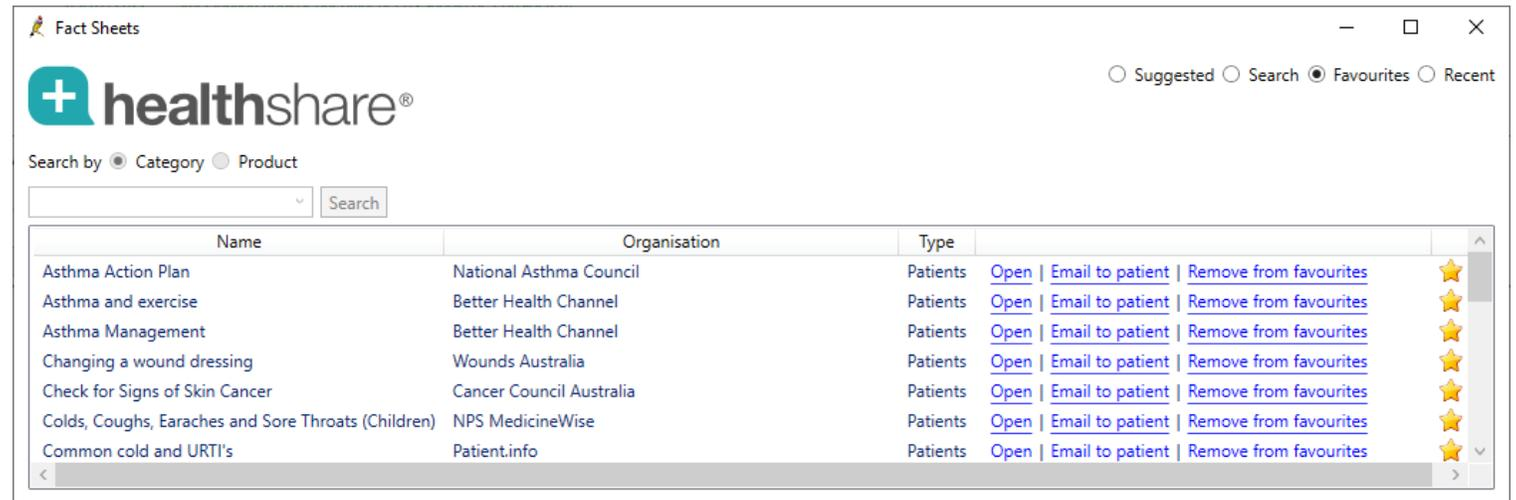 Fact Sheets
Suggested Search Favourites Recent
healthshare®
Search by Category Product
Search
Name Organisation Type
Asthma Action Plan National Asthma Council Patients Open | Email to patient | Remove from favourites
Asthma and exercise Better Health Channel Patients Open | Email to patient | Remove from favourites
Asthma Management Better Health Channel Patients Open | Email to patient | Remove from favourites
Changing a wound dressing Wounds Australia Patients Open | Email to patient | Remove from favourites
Check for Signs of Skin Cancer Cancer Council Australia Patients Open | Email to patient | Remove from favourites
Colds, Coughs, Earaches and Sore Throats (Children) NPS MedicineWise Patients Open | Email to patient | Remove from favourites
Common cold and URTI's Patient.info Patients Open | Email to patient | Remove from favourites